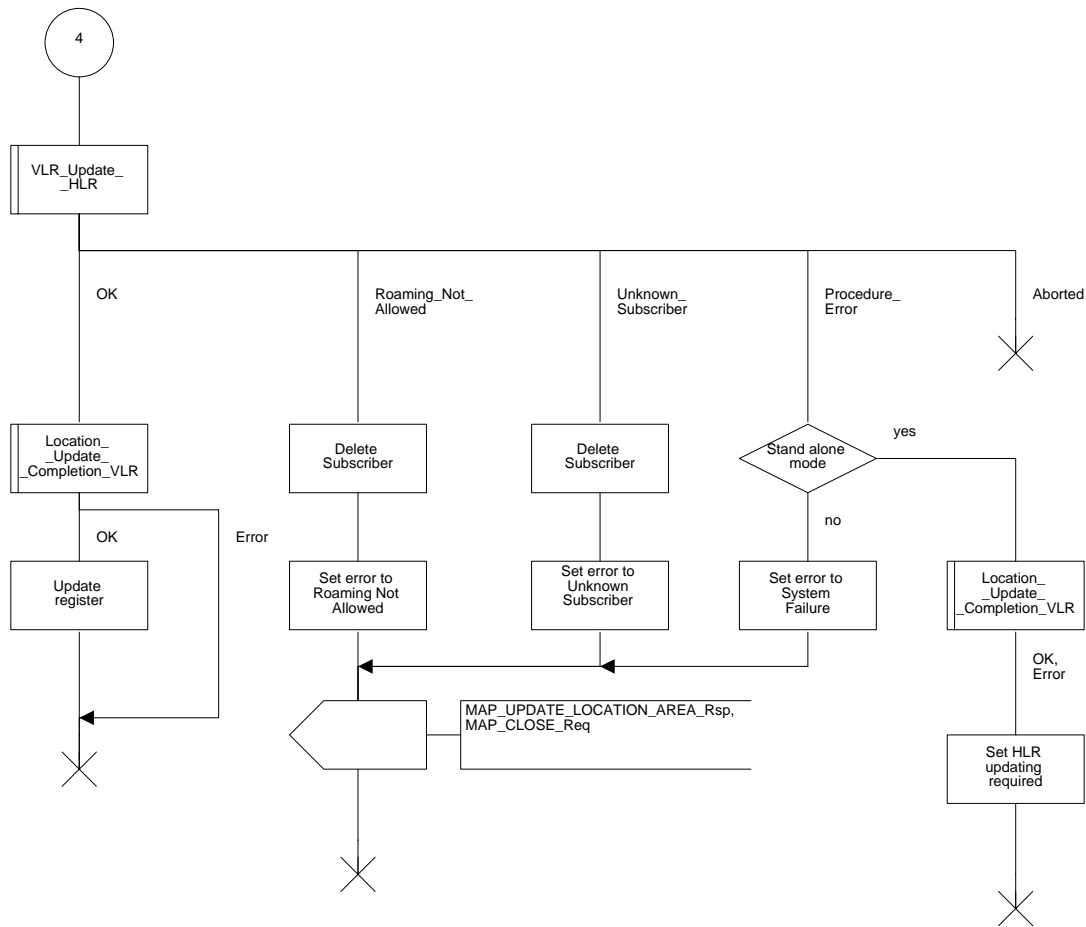 4
VLR_Update_
_HLR
OK
Roaming_Not_
Allowed
Unknown_
Subscriber
Procedure_
Error
Aborted
Location_
_Update_
_Completion_VLR
Delete
Subscriber
Delete
Subscriber
Stand alone
mode
yes
no
OK
Error
Update
register
Set error to
Roaming Not
Allowed
Set error to
Unknown
Subscriber
Set error to
System
Failure
Location_
_Update_
_Completion_VLR
OK,
Error
MAP_UPDATE_LOCATION_AREA_Rsp,
MAP_CLOSE_Req
Set HLR
updating
required